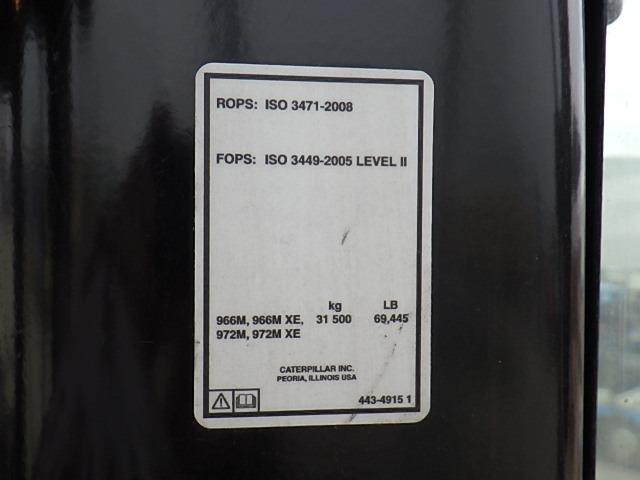 ROPS: ISO 3471-2008
FOPS: ISO 3449-2005 LEVEL II
kg LB
966M, 966M XE, 31 500 69,445
972M, 972M XE
CATERPILLAR INC.
PEORIA, ILLINOIS USA
443-4915 1